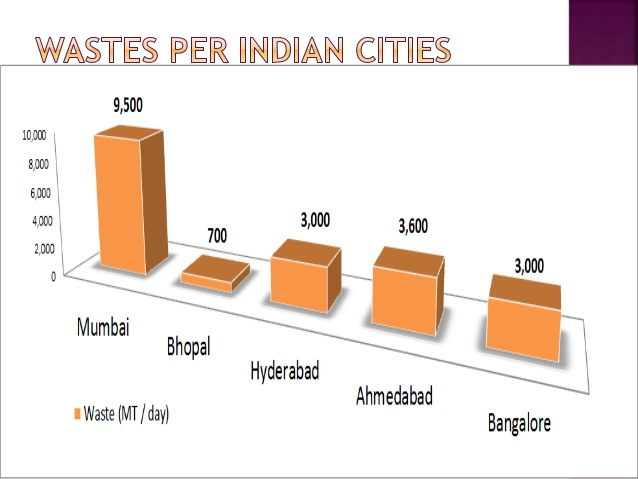 WASTES PER INDIAN CITIES
9,500
10,000
8,000
6,000
4,000
2,000
0
700
3,000
3,600
3,000
Mumbai
Bhopal
Hyderabad
Ahmedabad
Bangalore
Waste (MT / day)